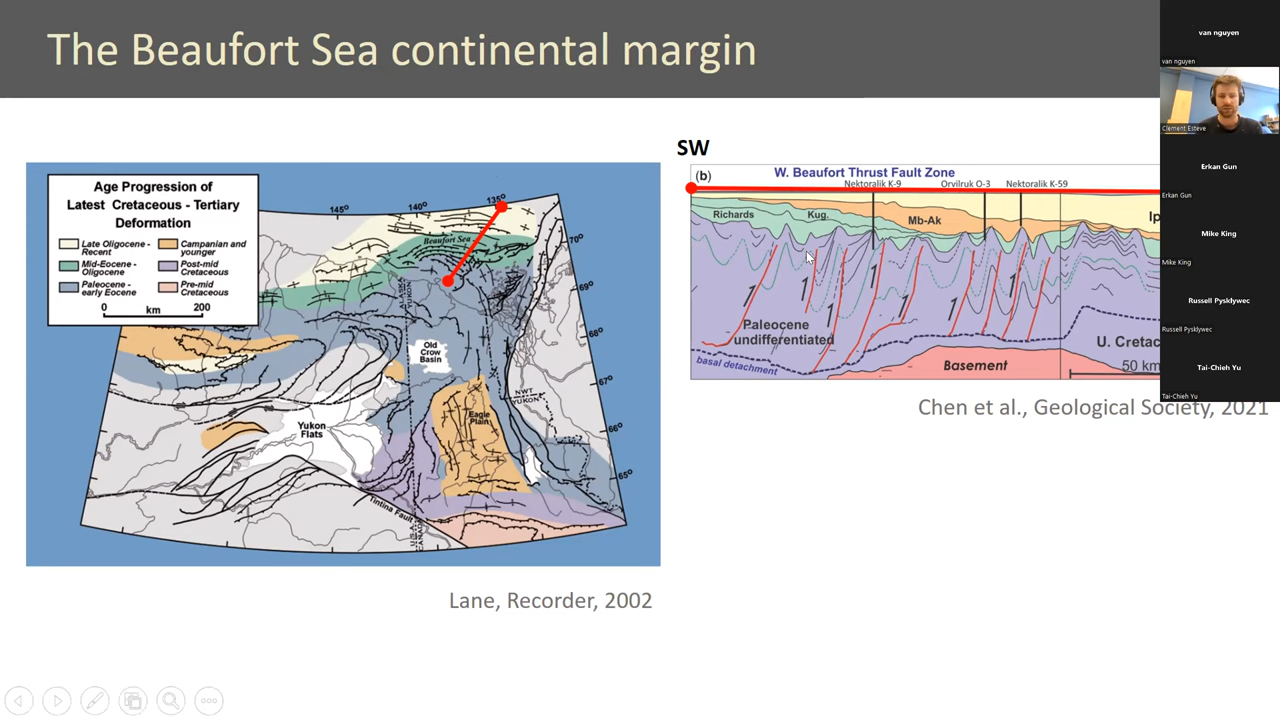 The Beaufort Sea continental margin
van nguyen
van nguyen
Clement Esteve
Erkan Gun
Erkan Gun
Mike King
Mike King
Russell Pysklywec
Russell Pysklywec
Tai-Chieh Yu
Tai-Chieh Yu
Age Progression of
Latest Cretaceous - Tertiary
Deformation
Late Oligocene - Recent
Campanian and younger
Mid-Eocene - Oligocene
Post-mid Cretaceous
Paleocene - early Eocene
Pre-mid Cretaceous
0 km 200
145° 140° 135°
70°
69°
68°
67°
66°
65°
Beaufort Sea
ALASKA
YUKON
Old
Crow
Basin
NWT
YUKON
Eagle
Plain
Yukon
Flats
Tintina Fault
U.S.A.
CANADA
Lane, Recorder, 2002
SW
(b)
W. Beaufort Thrust Fault Zone
Nektoralik K-9 Orvilruk O-3 Nektoralik K-59
Richards Kug. Mb-Ak Ip
Paleocene
undifferentiated
basal detachment
Basement
U. Cretac
50 km
Chen et al., Geological Society, 2021